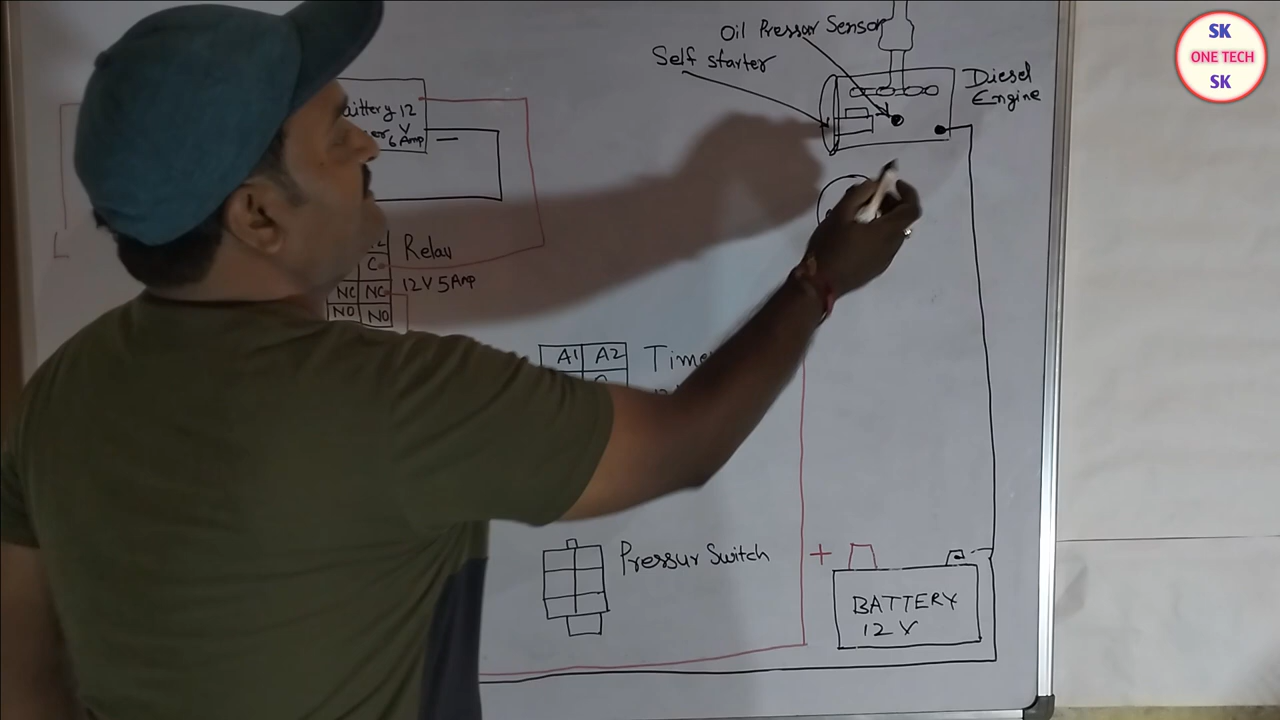 SK
ONE TECH
SK
Oil Pressor Sensor
Self starter
Diesel
Engine
12
V
6 Amp
C
NC NC
NO NO
Relay
12V 5Amp
A1 A2
Pressur Switch
+
BATTERY
12 V